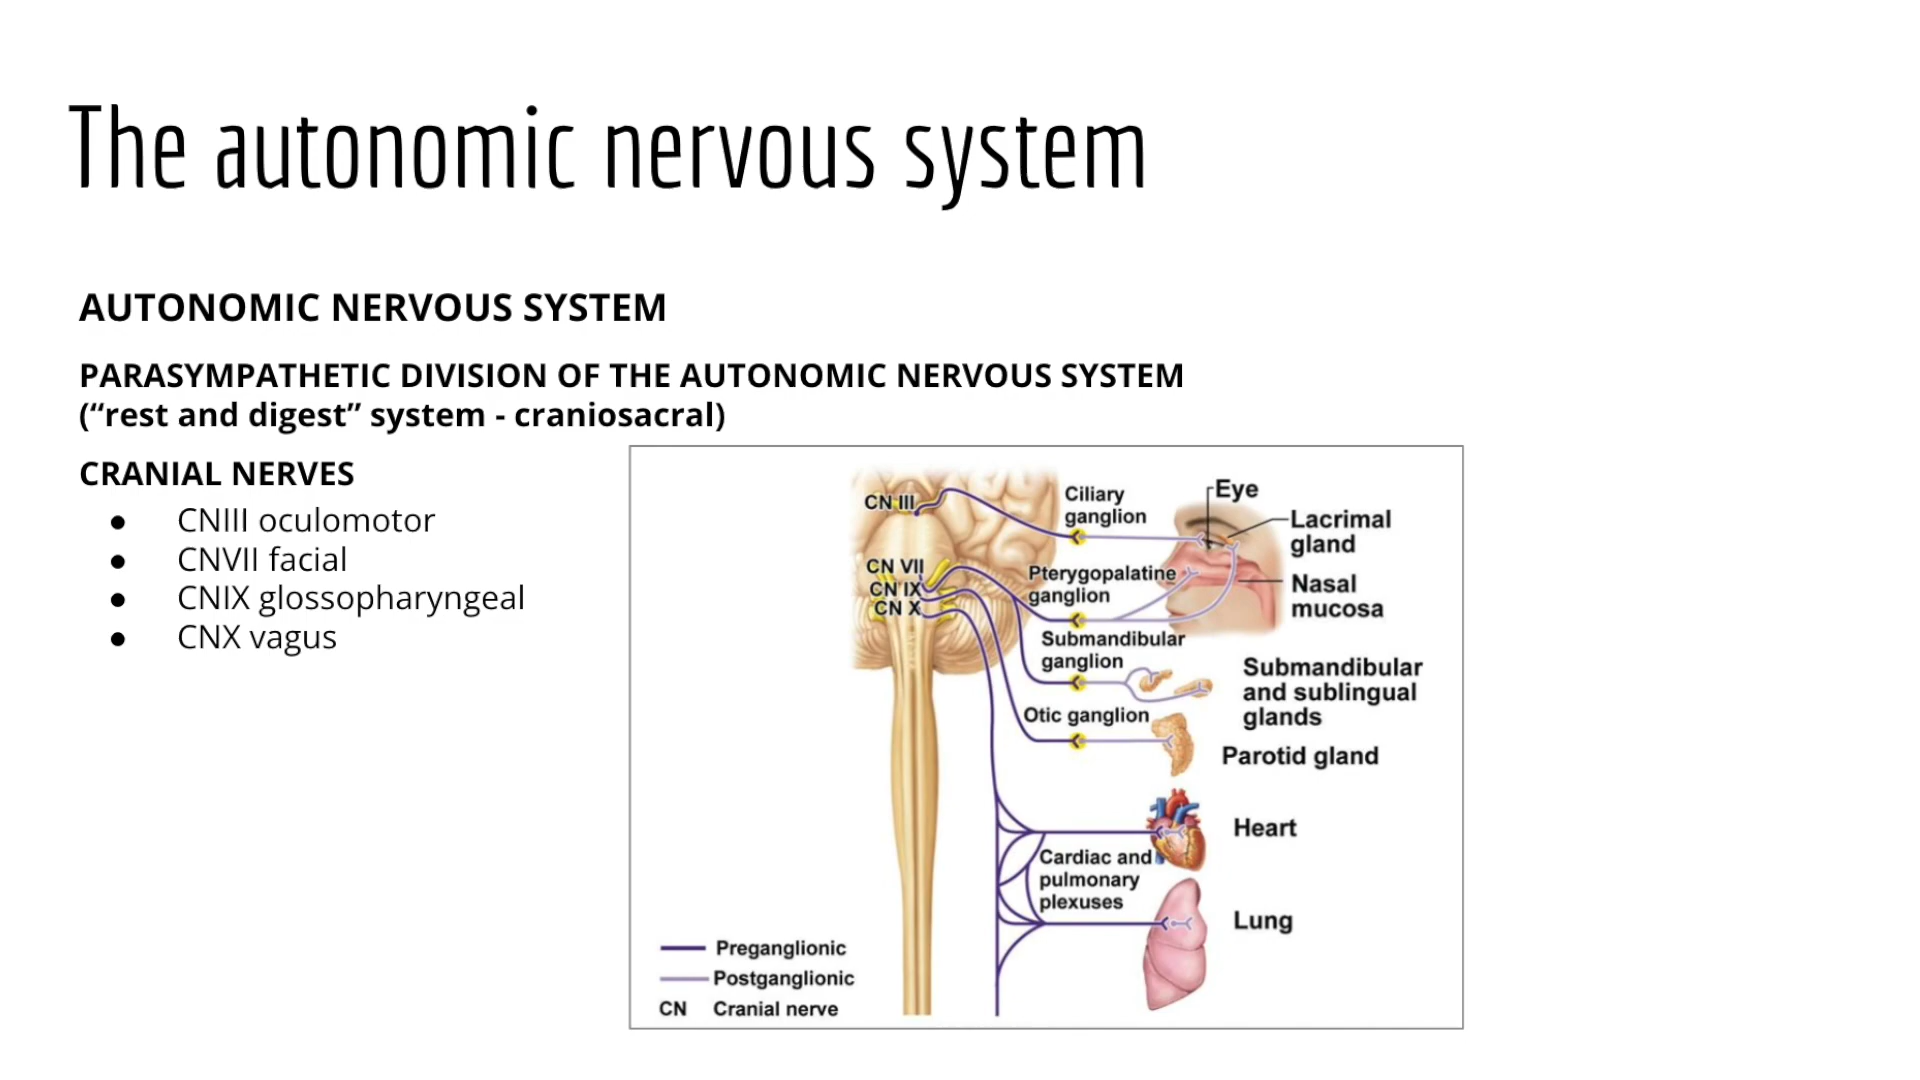 The autonomic nervous system
AUTONOMIC NERVOUS SYSTEM
PARASYMPATHETIC DIVISION OF THE AUTONOMIC NERVOUS SYSTEM
(“rest and digest” system - craniosacral)
CRANIAL NERVES
● CNIII oculomotor
● CNVII facial
● CNIX glossopharyngeal
● CNX vagus
CN III
CN VII
CN IX
CN X
Ciliary
ganglion
Eye
Lacrimal
gland
Pterygopalatine
ganglion
Nasal
mucosa
Submandibular
ganglion
Submandibular
and sublingual
glands
Otic ganglion
Parotid gland
Heart
Cardiac and
pulmonary
plexuses
Lung
Preganglionic
Postganglionic
CN Cranial nerve